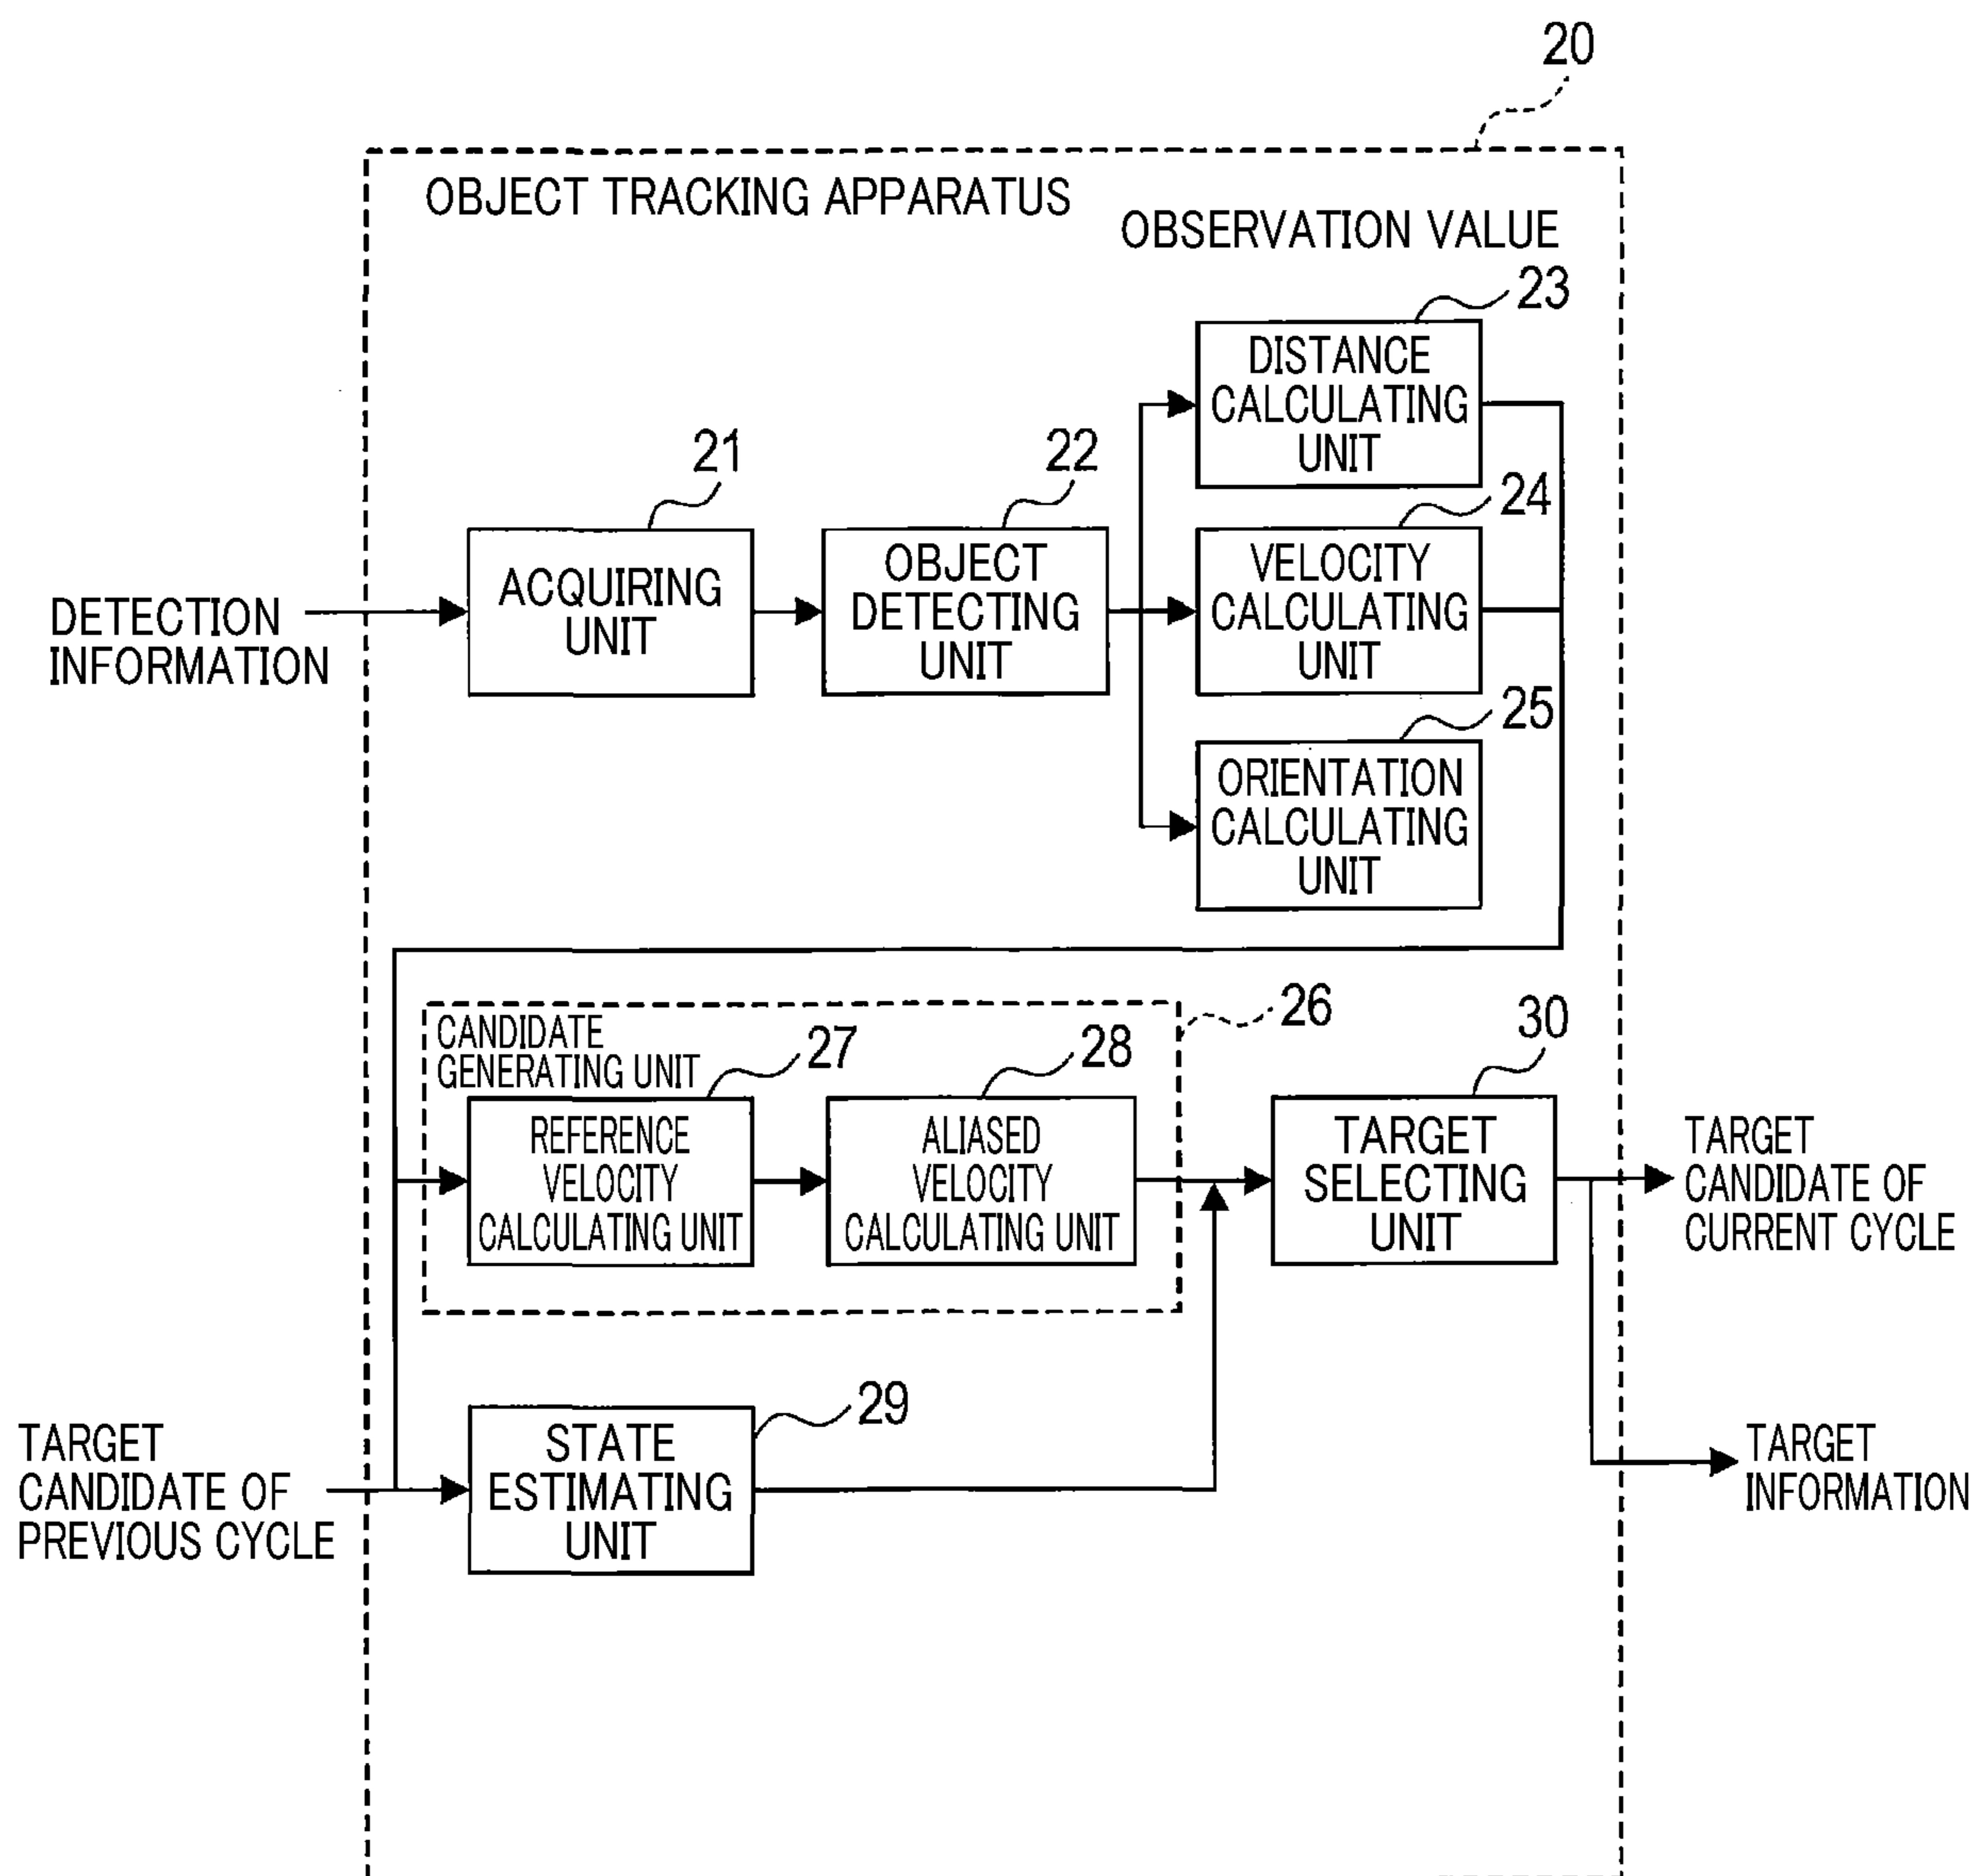 20
OBJECT TRACKING APPARATUS
OBSERVATION VALUE
23
DISTANCE
CALCULATING
UNIT
21
22
24
ACQUIRING
UNIT
OBJECT
DETECTING
UNIT
VELOCITY
CALCULATING
UNIT
DETECTION
INFORMATION
25
ORIENTATION
CALCULATING
UNIT
26
30
CANDIDATE
GENERATING UNIT
27
28
REFERENCE
VELOCITY
CALCULATING UNIT
ALIASED
VELOCITY
CALCULATING UNIT
TARGET
SELECTING
UNIT
TARGET
CANDIDATE OF
CURRENT CYCLE
29
TARGET
CANDIDATE OF
PREVIOUS CYCLE
STATE
ESTIMATING
UNIT
TARGET
INFORMATION